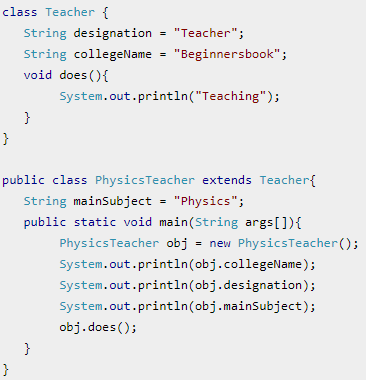 class Teacher {
   String designation = "Teacher";
   String collegeName = "Beginnersbook";
   void does(){
        System.out.println("Teaching");
   }
}

public class PhysicsTeacher extends Teacher{
   String mainSubject = "Physics";
   public static void main(String args[]){
        PhysicsTeacher obj = new PhysicsTeacher();
        System.out.println(obj.collegeName);
        System.out.println(obj.designation);
        System.out.println(obj.mainSubject);
        obj.does();
   }
}